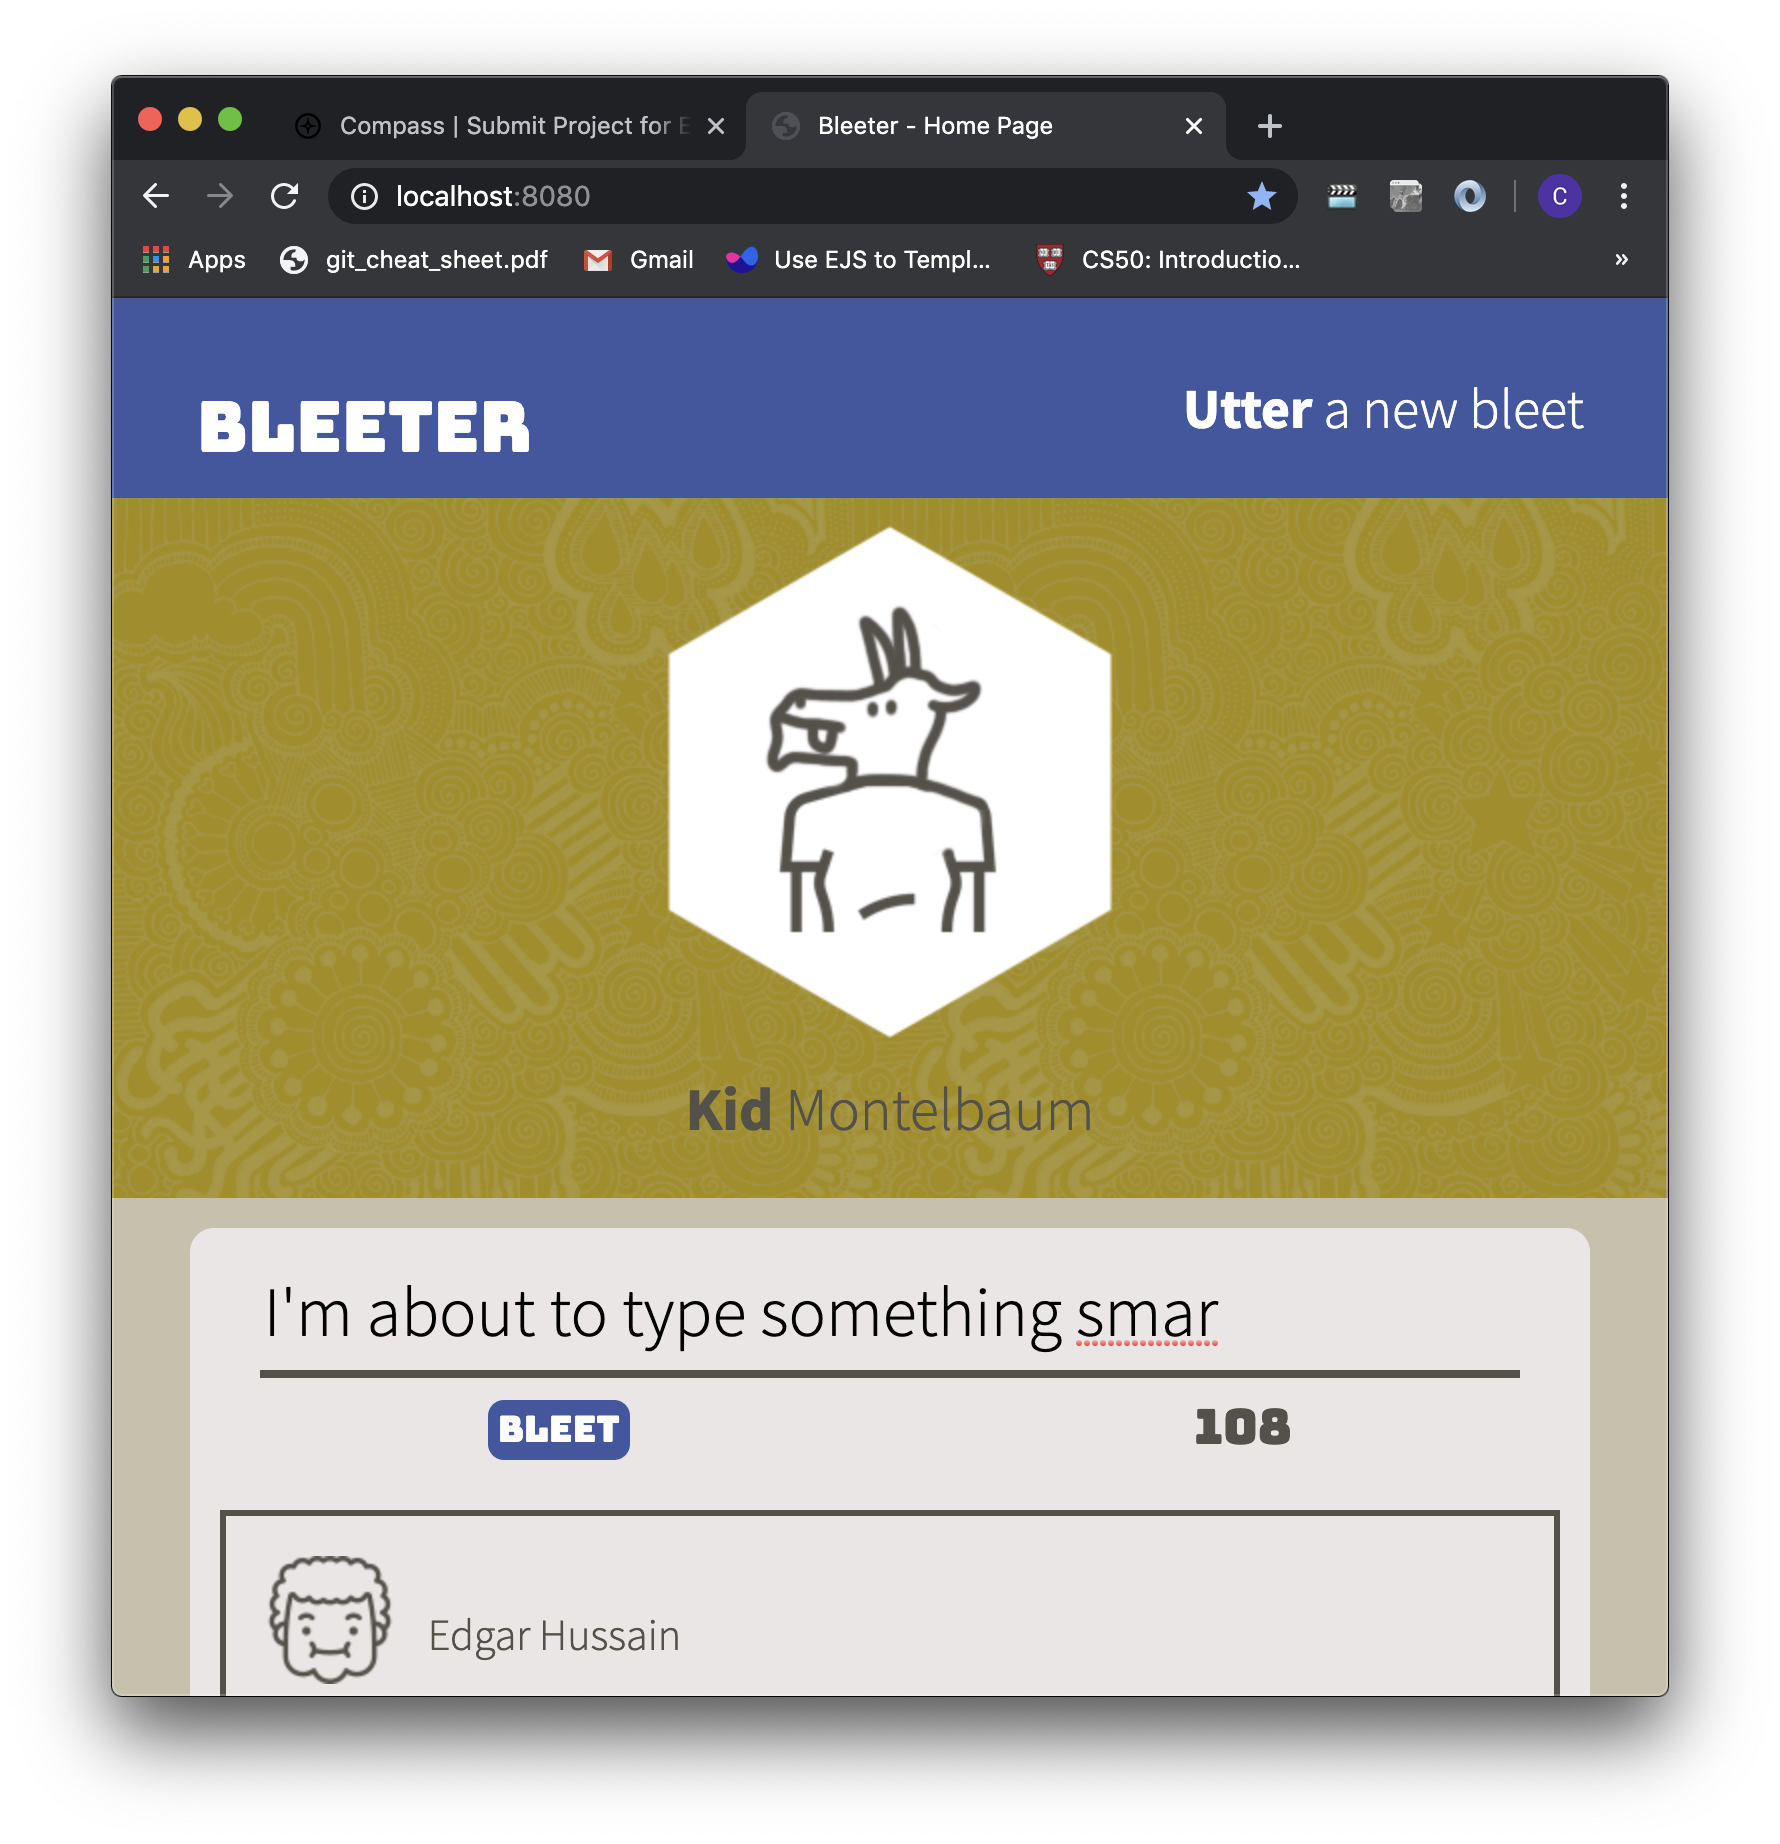 Compass | Submit Project for E
Bleeter - Home Page
localhost:8080
C
Apps
git_cheat_sheet.pdf
Gmail
Use EJS to Templ...
CS50: Introductio...
»
BLEETER
Utter a new bleet
Kid Montelbaum
I'm about to type something smar
BLEET
108
Edgar Hussain